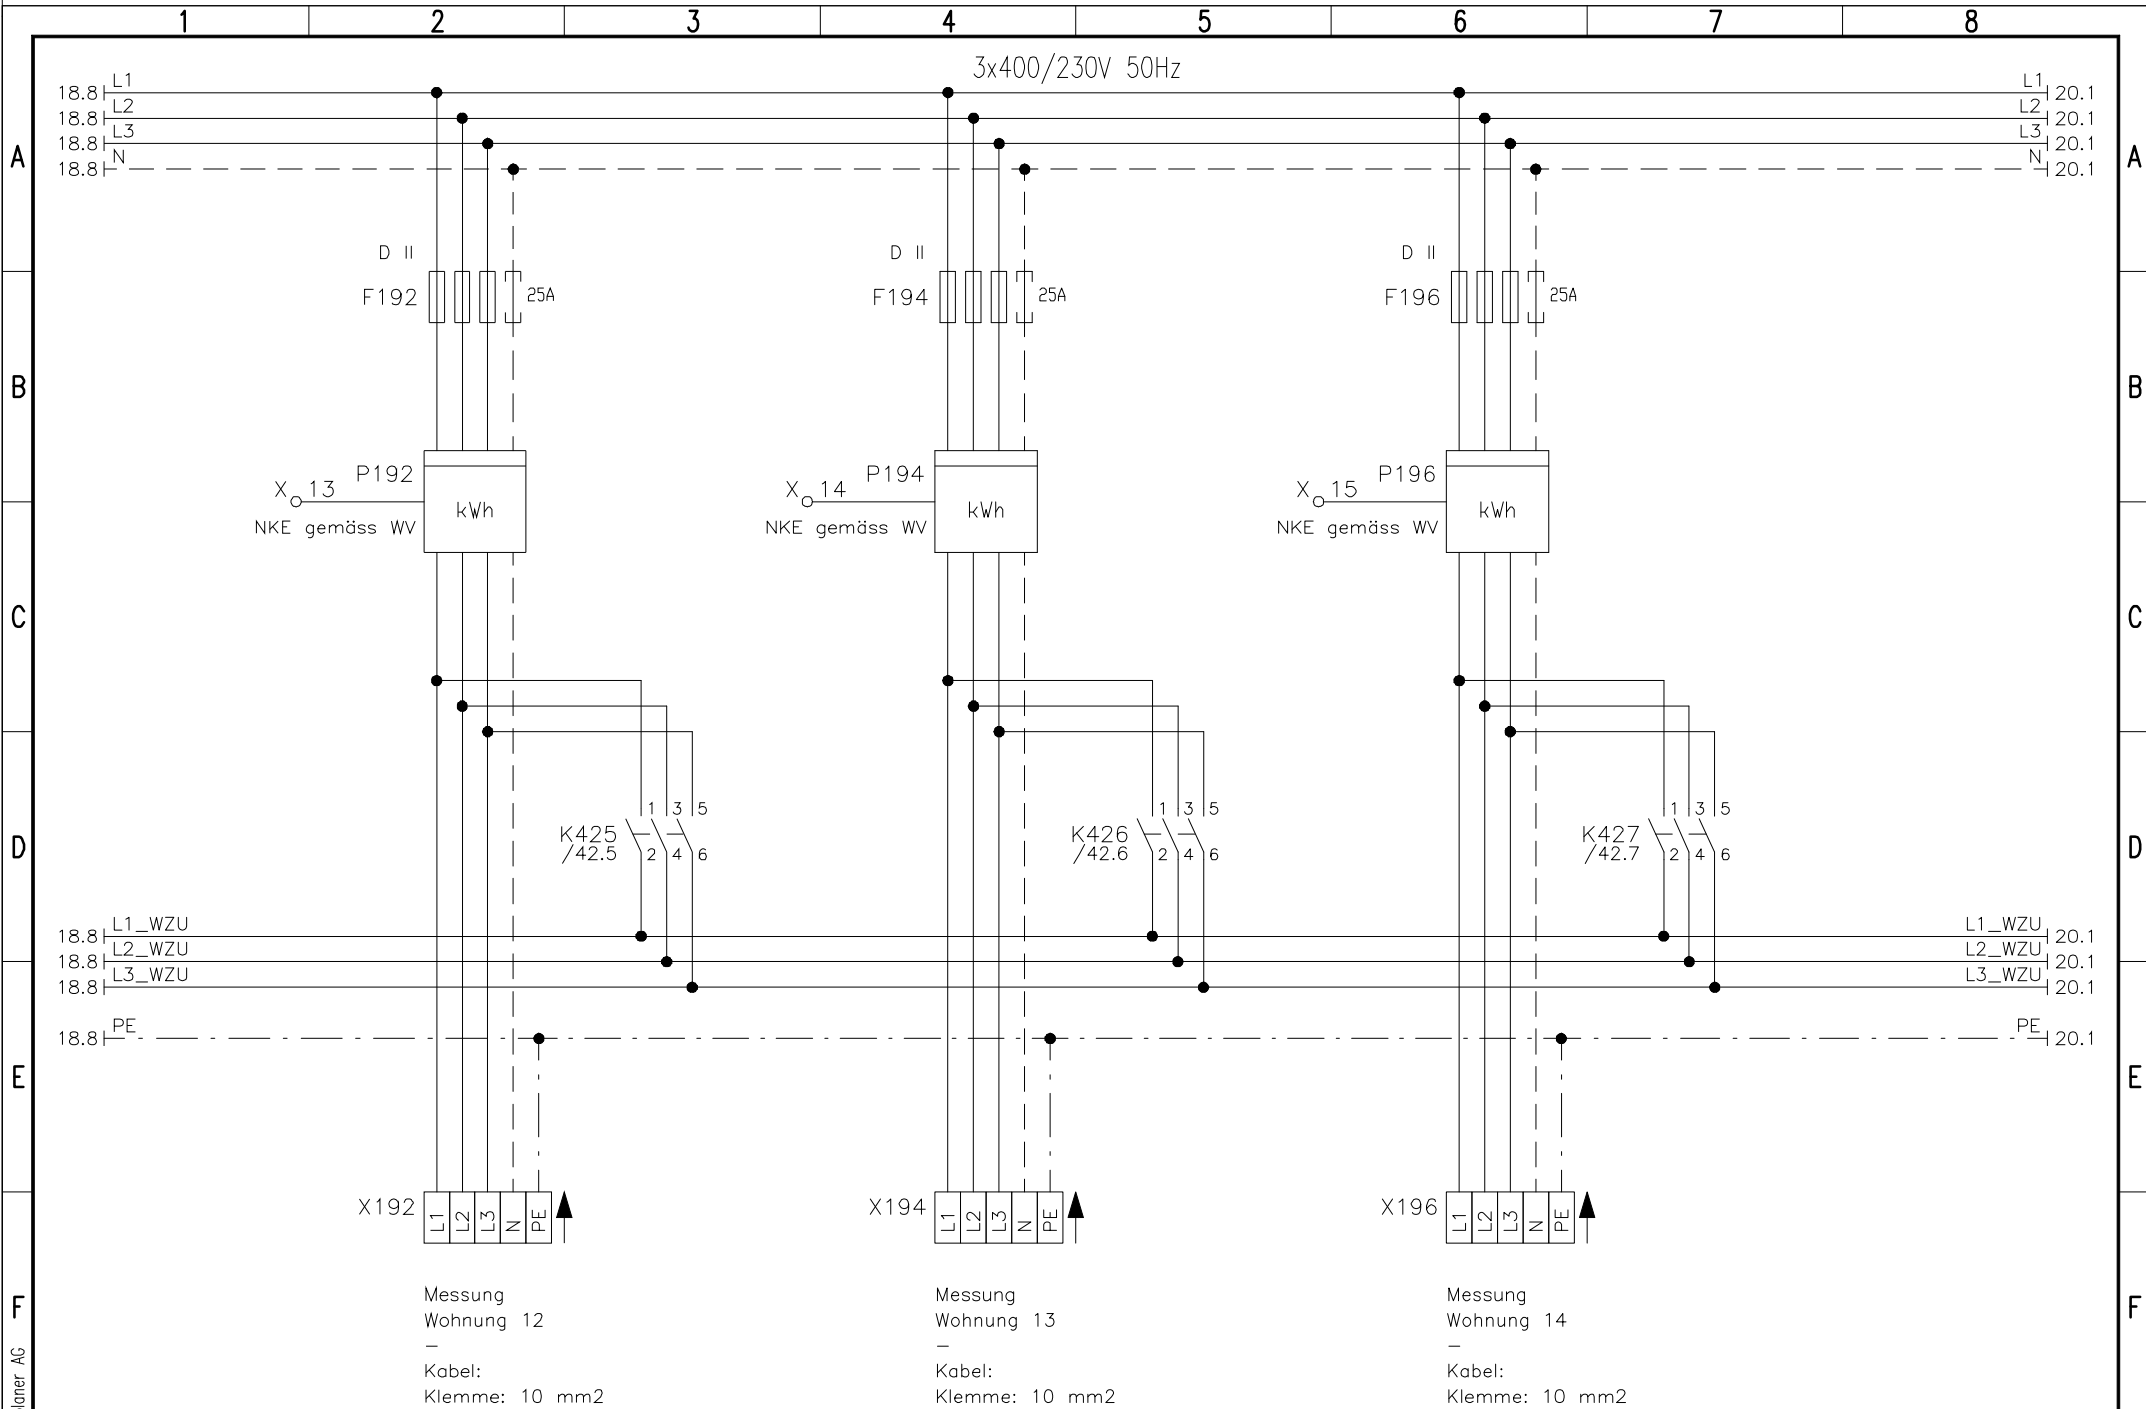 1 2 3 4 5 6 7 8
3x400/230V 50Hz
18.8 L1 L1 20.1
18.8 L2 L2 20.1
18.8 L3 L3 20.1
18.8 N N 20.1
A A
D II D II D II
F192 25A F194 25A F196 25A
B B
P192 P194 P196
X 13 kWh X 14 kWh X 15 kWh
NKE gemäss WV NKE gemäss WV NKE gemäss WV
C C
1 3 5 1 3 5 1 3 5
K425 K426 K427
/42.5 2 4 6 /42.6 2 4 6 /42.7 2 4 6
D D
18.8 L1_WZU L1_WZU 20.1
18.8 L2_WZU L2_WZU 20.1
18.8 L3_WZU L3_WZU 20.1
18.8 PE PE 20.1
E E
X192 L1 L2 L3 N PE X194 L1 L2 L3 N PE X196 L1 L2 L3 N PE
Messung Messung Messung
F F
Wohnung 12 Wohnung 13 Wohnung 14
– – –
Kabel: Kabel: Kabel:
Klemme: 10 mm2 Klemme: 10 mm2 Klemme: 10 mm2
AG